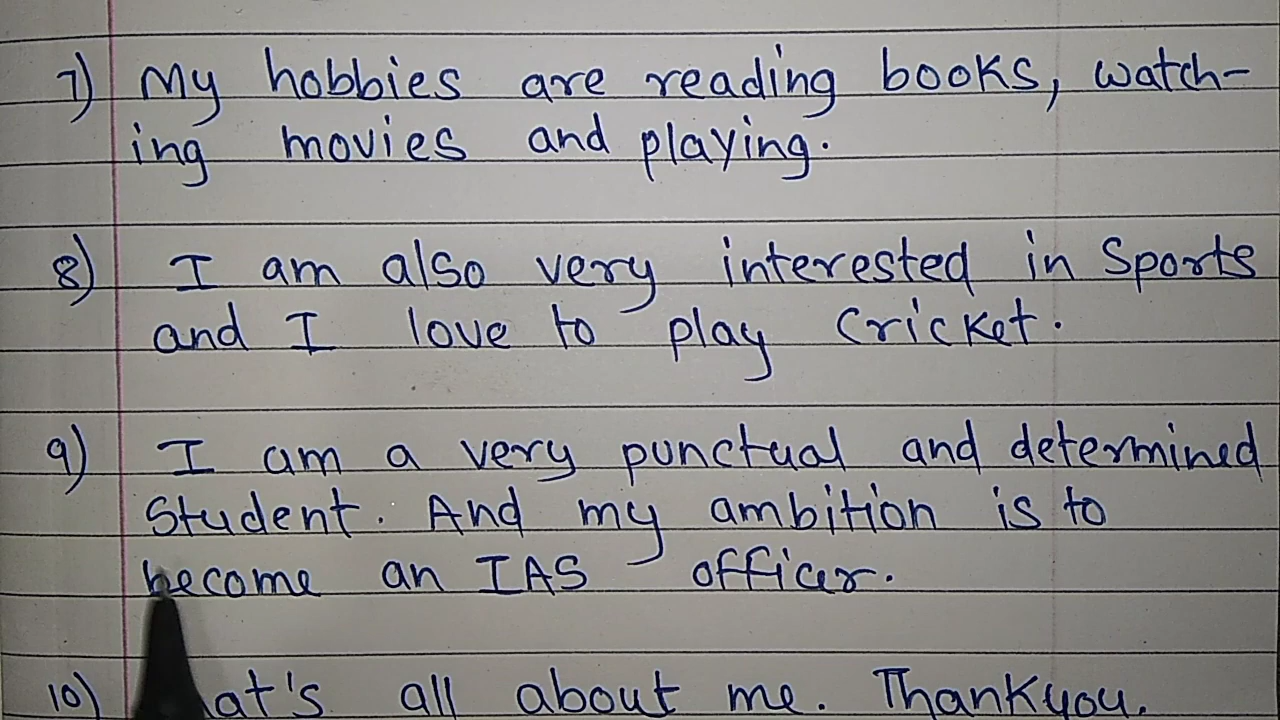 7) My hobbies are reading books, watch-
ing movies and playing.
8) I am also very interested in Sports
and I love to play Cricket.
9) I am a very punctual and determined
Student. And my ambition is to
become an IAS officer.
10) at's all about me. Thankyou.